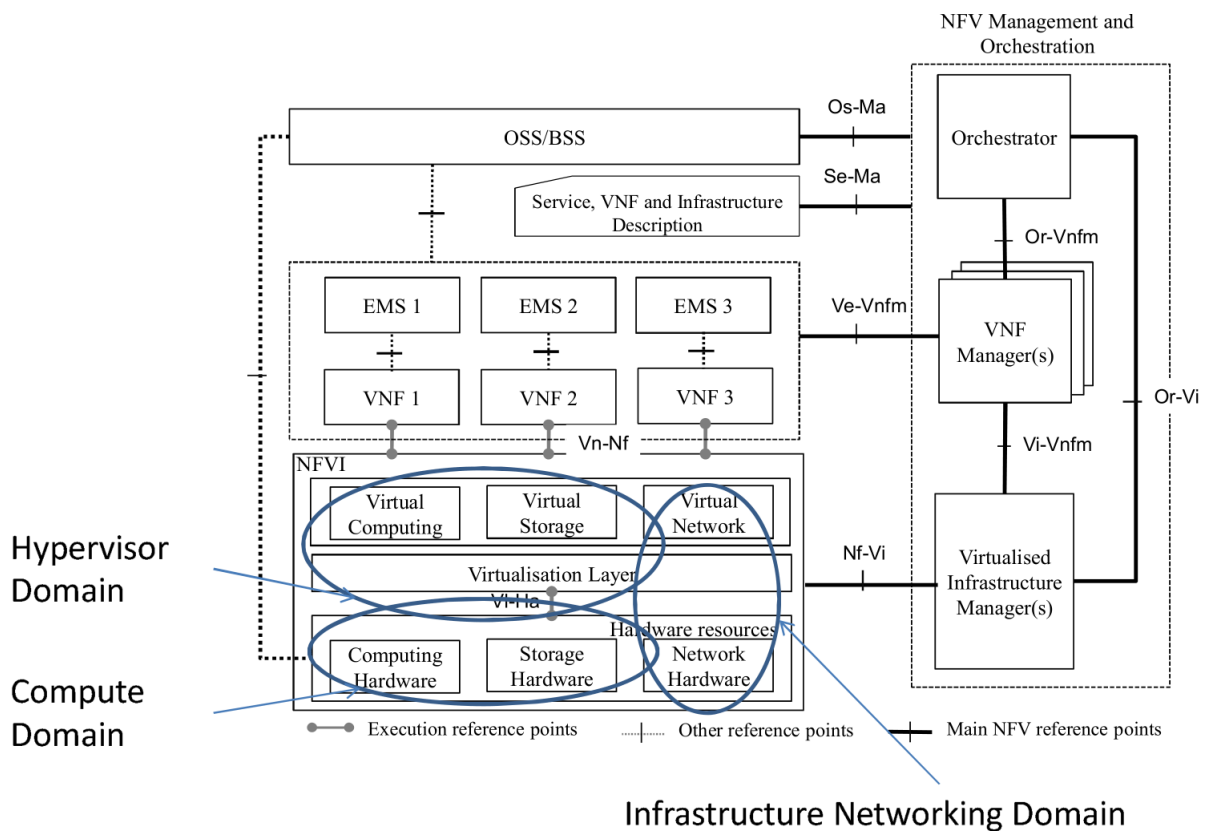 NFV Management and
Orchestration
Os-Ma
OSS/BSS
Orchestrator
Se-Ma
Service, VNF and Infrastructure
Description
Or-Vnfm
EMS 1
EMS 2
EMS 3
Ve-Vnfm
VNF
Manager(s)
VNF 1
VNF 2
VNF 3
Or-Vi
Vn-Nf
Vi-Vnfm
NFVI
Virtual
Computing
Virtual
Storage
Virtual
Network
Hypervisor
Domain
Nf-Vi
Virtualised
Infrastructure
Manager(s)
Virtualisation Layer
Vl-Ha
Hardware resources
Computing
Hardware
Storage
Hardware
Network
Hardware
Compute
Domain
Execution reference points
Other reference points
Main NFV reference points
Infrastructure Networking Domain